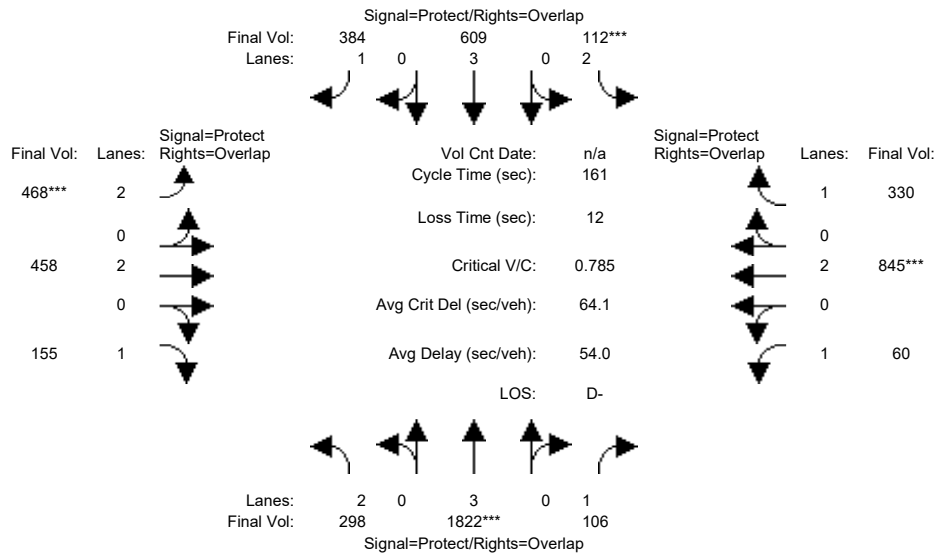 Signal=Protect/Rights=Overlap
Final Vol: 384 609 112***
Lanes: 1 0 3 0 2
Signal=Protect
Final Vol: Lanes: Rights=Overlap
Vol Cnt Date: n/a
Signal=Protect
Rights=Overlap Lanes: Final Vol:
Cycle Time (sec): 161
468*** 2
1 330
Loss Time (sec): 12
0
0
458 2
Critical V/C: 0.785
2 845***
0
Avg Crit Del (sec/veh): 64.1
0
155 1
Avg Delay (sec/veh): 54.0
1 60
LOS: D-
Lanes: 2 0 3 0 1
Final Vol: 298 1822*** 106
Signal=Protect/Rights=Overlap